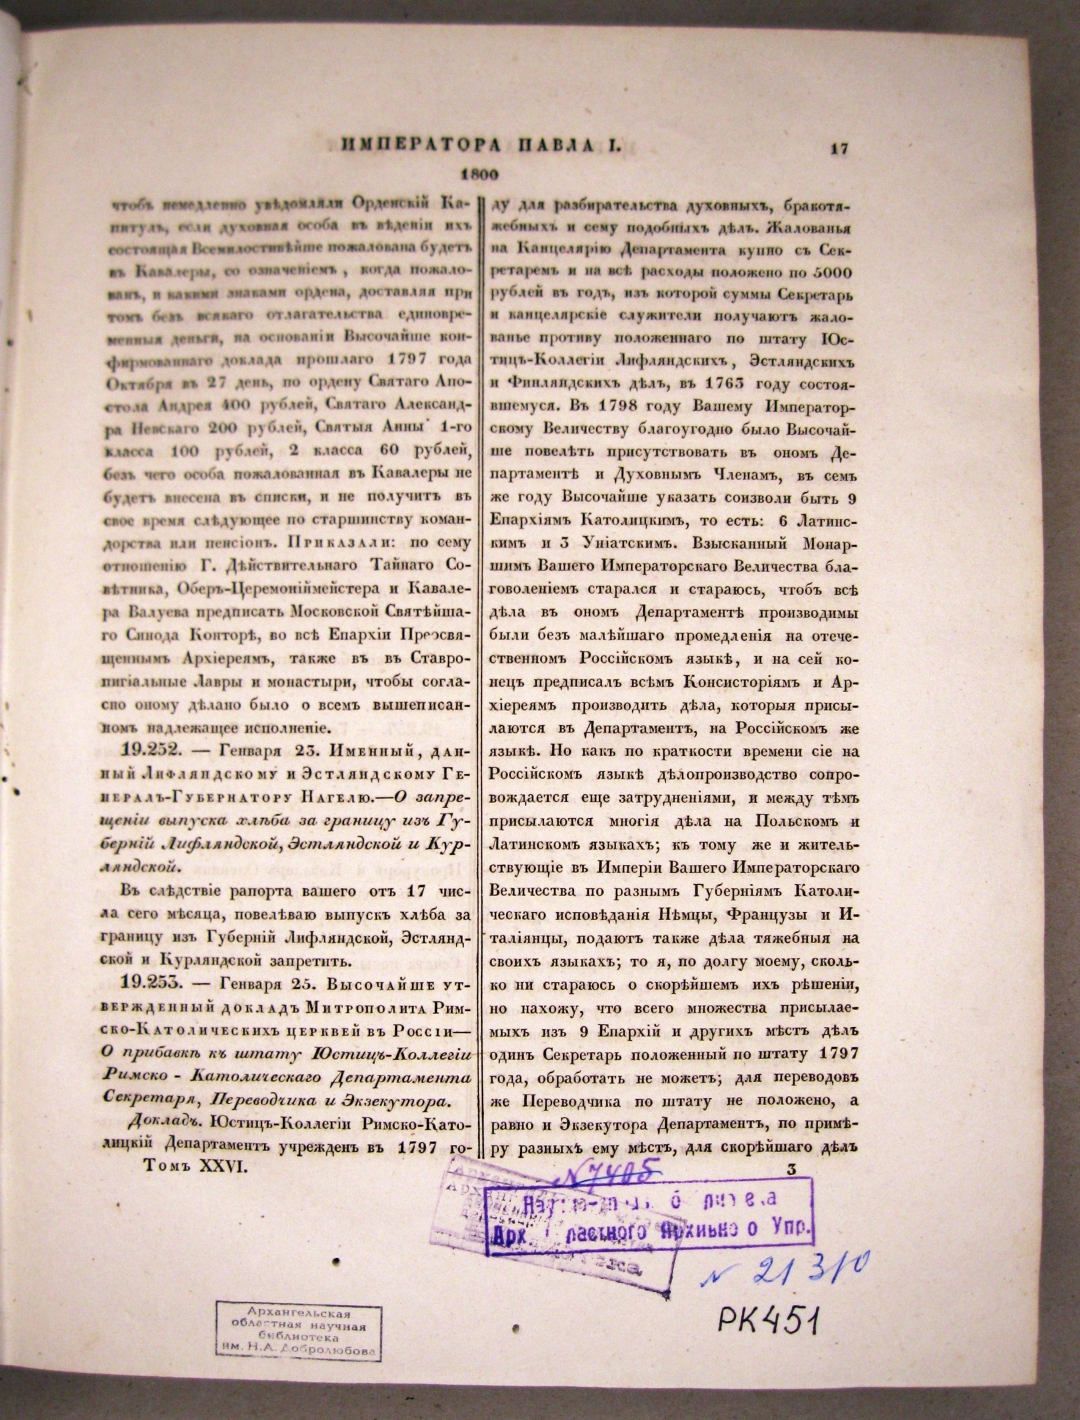 ИМПЕРАТОРА ПАВЛА I.
17
1800
чтобъ немедленно увѣдомляли Орденскій Ка-
питулъ, если духовная особа въ вѣденіи ихъ
состоящая Всемилостивѣйше пожалована будетъ
въ Кавалеры, со означеніемъ, когда пожало-
ванъ, и какими знаками ордена, доставляя при
томъ безъ всякаго отлагательства единовре-
менныя деньги, на основаніи Высочайше кон-
фирмованнаго доклада прошлаго 1797 года
Октября въ 27 день, по ордену Святаго Апо-
стола Андрея 400 рублей, Святаго Александ-
ра Невскаго 200 рублей, Святыя Анны 1-го
класса 100 рублей, 2 класса 60 рублей,
безъ чего особа пожалованная въ Кавалеры не
будетъ внесена въ списки, и не получитъ въ
свое время слѣдующее по старшинству коман-
дорства или пенсіонъ. Приказали: по сему
отношенію Г. Дѣйствительнаго Тайнаго Со-
вѣтника, Оберъ-Церемоніймейстера и Кавале-
ра Валуева предписать Московской Святѣйша-
го Синода Конторѣ, во всѣ Епархіи Преосвя-
щеннымъ Архіереямъ, также въ въ Ставро-
пигіальные Лавры и монастыри, чтобы согла-
сно оному дѣлано было о всемъ вышеписан-
номъ надлежащее исполненіе.
19.252. — Генваря 23. Именный, дан-
ный Лифляндскому и Эстляндскому Ге-
нералъ-Губернатору Нагелю.—О запре-
щеніи выпуска хлѣба за границу изъ Гу-
берній Лифляндской, Эстляндской и Кур-
ляндской.
Въ слѣдствіе рапорта вашего отъ 17 чис-
ла сего мѣсяца, повелѣваю выпускъ хлѣба за
границу изъ Губерній Лифляндской, Эстлянд-
ской и Курляндской запретить.
19.253. — Генваря 25. Высочайше ут-
вержденный докладъ Митрополита Рим-
ско-Католическихъ церквей въ Россіи—
О прибавкѣ къ штату Юстицъ-Коллегіи
Римско-Католическаго Департамента
Секретаря, Переводчика и Экзекутора.
Докладъ. Юстицъ-Коллегіи Римско-Като-
лицкій Департаментъ учрежденъ въ 1797 го-
Томъ XXVI.
ду для разбирательства духовныхъ, бракотя-
жебныхъ и сему подобныхъ дѣлъ. Жалованья
на Канцелярію Департамента купно съ Сек-
ретаремъ и на всѣ расходы положено по 5000
рублей въ годъ, изъ которой суммы Секретарь
и канцелярскіе служители получаютъ жало-
ванье противу положеннаго по штату Юс-
тицъ-Коллегіи Лифляндскихъ, Эстляндскихъ
и Финляндскихъ дѣлъ, въ 1763 году состоя-
вшемуся. Въ 1798 году Вашему Император-
скому Величеству благоугодно было Высочай-
ше повелѣть присутствовать въ ономъ Де-
партаментѣ и Духовнымъ Членамъ, въ семъ
же году Высочайше указать соизволи быть 9
Епархіямъ Католицкимъ, то есть: 6 Латинс-
кимъ и 3 Уніатскимъ. Взысканный Монар-
шимъ Вашего Императорскаго Величества бла-
говоленіемъ старался и стараюсь, чтобъ всѣ
дѣла въ ономъ Департаментѣ производимы
были безъ малѣйшаго промедленія на отече-
ственномъ Россійскомъ языкѣ, и на сей ко-
нецъ предписалъ всѣмъ Консисторіямъ и Ар-
хіереямъ производить дѣла, которыя присы-
лаются въ Департаментъ, на Россійскомъ же
языкѣ. Но какъ по краткости времени сіе на
Россійскомъ языкѣ дѣлопроизводство сопро-
вождается еще затрудненіями, и между тѣмъ
присылаются многія дѣла на Польскомъ и
Латинскомъ языкахъ; къ тому же и житель-
ствующіе въ Имперіи Вашего Императорскаго
Величества по разнымъ Губерніямъ Католи-
ческаго исповѣданія Нѣмцы, Французы и И-
таліянцы, подаютъ также дѣла тяжебныя на
своихъ языкахъ; то я, по долгу моему, сколь-
ко ни стараюсь о скорѣйшемъ ихъ рѣшеніи,
но нахожу, что всего множества присылае-
мыхъ изъ 9 Епархій и другихъ мѣстъ дѣлъ
одинъ Секретарь положенный по штату 1797
года, обработать не можетъ; для переводовъ
же Переводчика по штату не положено, а
равно и Экзекутора Департаментъ, по примѣ-
ру разныхъ ему мѣстъ, для скорѣйшаго дѣлъ
3
N 7405
Арх. Архивно о Упр.
N 21310
РК451
Архангельская
областная научная
библиотека
им. Н.А. Добролюбова